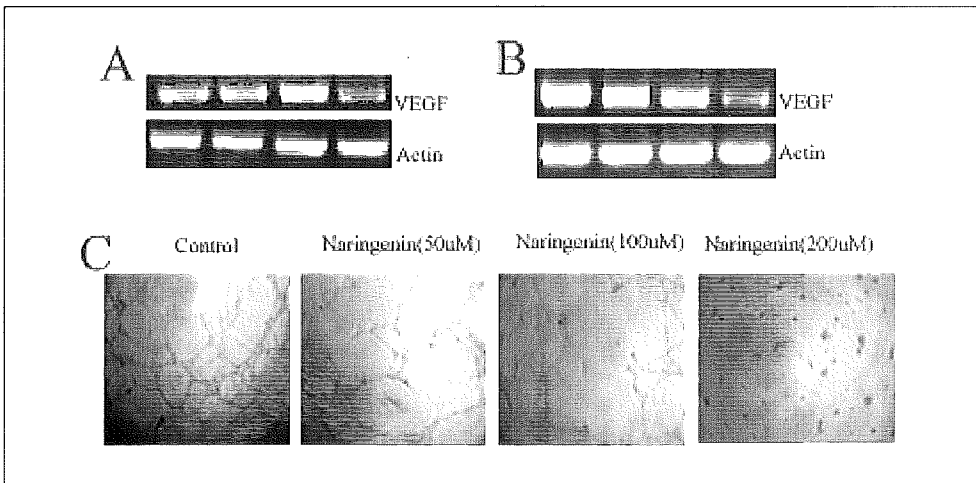 A
VEGF
Actin
B
VEGF
Actin
C
Control
Naringenin(50uM)
Naringenin(100uM)
Naringenin(200uM)